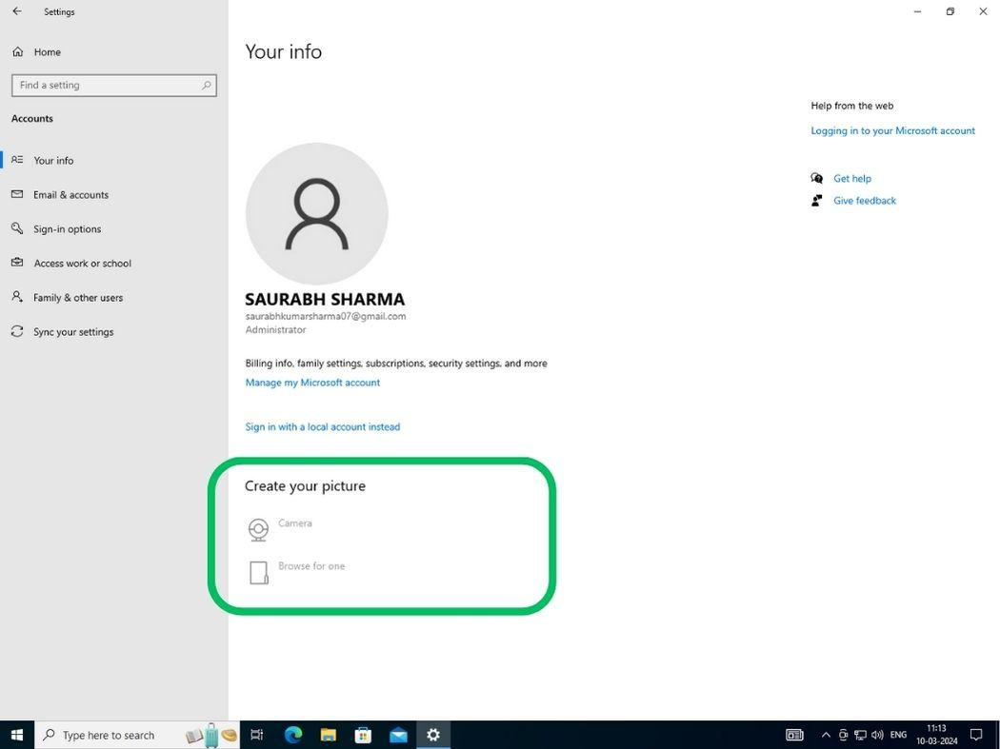 Settings
Home
Find a setting
Accounts
Your info
Email & accounts
Sign-in options
Access work or school
Family & other users
Sync your settings
Your info
SAURABH SHARMA
saurabhkumarsharma07@gmail.com
Administrator
Billing info, family settings, subscriptions, security settings, and more
Manage my Microsoft account
Sign in with a local account instead
Create your picture
Camera
Browse for one
Help from the web
Logging in to your Microsoft account
Get help
Give feedback
Type here to search
ENG
11:13
10-03-2024